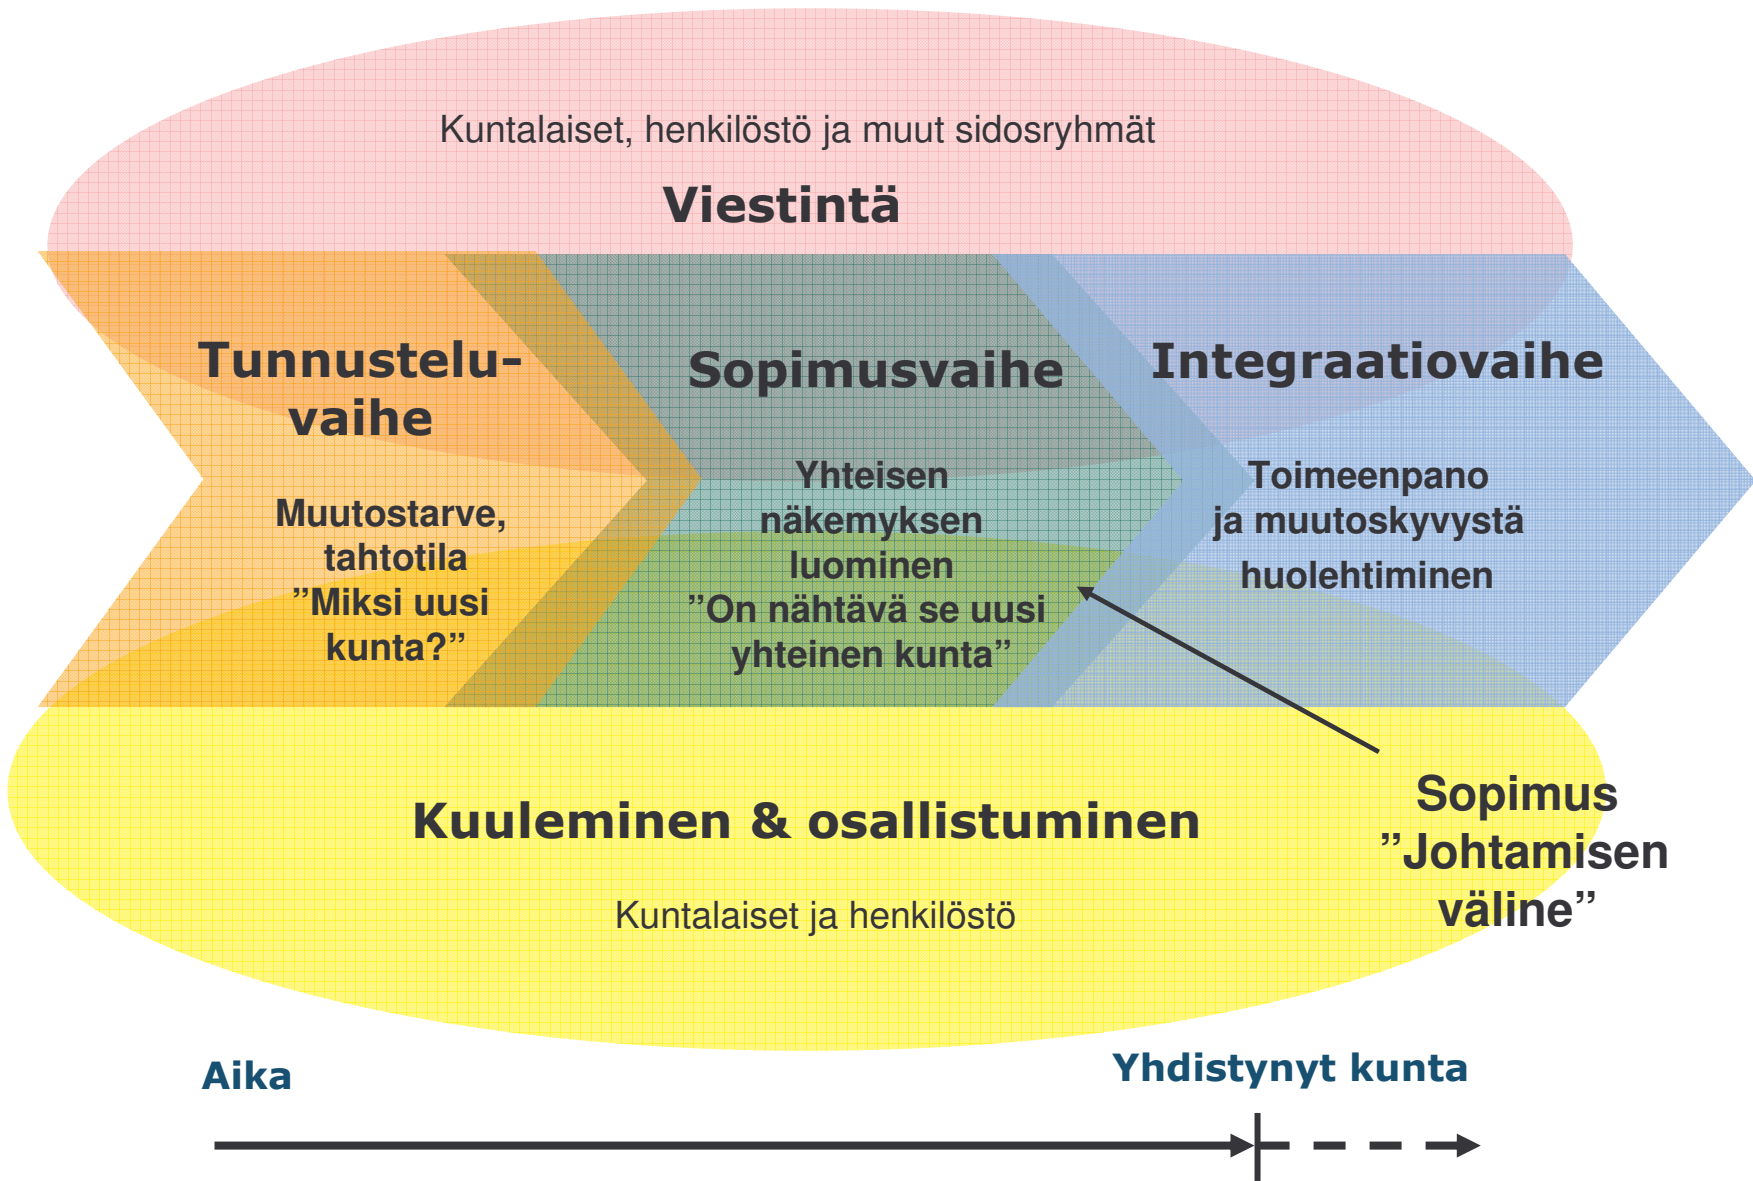 Kuntalaiset, henkilöstö ja muut sidosryhmät
Viestintä
Tunnustelu-
vaihe
Muutostarve,
tahtotila
”Miksi uusi
kunta?”
Sopimusvaihe
Yhteisen
näkemyksen
luominen
”On nähtävä se uusi
yhteinen kunta”
Integraatiovaihe
Toimeenpano
ja muutoskyvystä
huolehtiminen
Kuuleminen & osallistuminen
Kuntalaiset ja henkilöstö
Sopimus
”Johtamisen
väline”
Aika
Yhdistynyt kunta